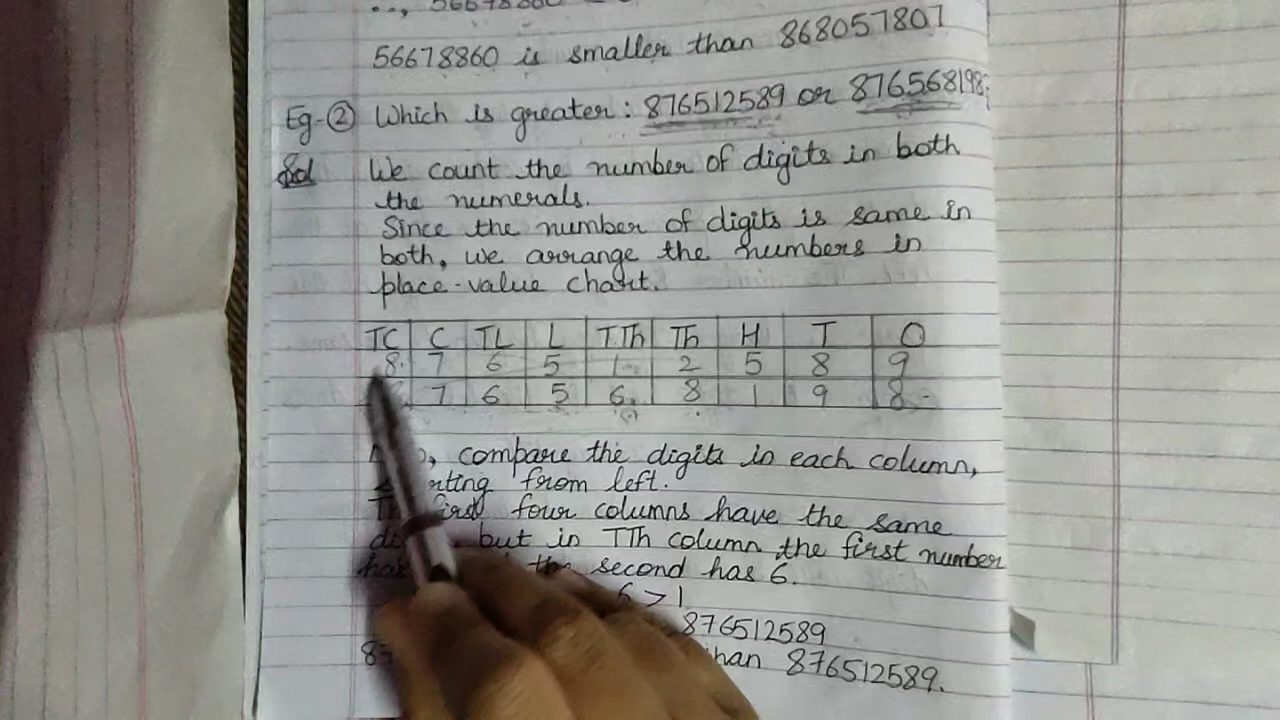 56678860 is smaller than 868057807
Eg-② Which is greater: 876512589 or 876568198;
Sol We count the number of digits in both
the numerals.
Since the number of digits is same in
both, we arrange the numbers in
place-value chart.
TC C TL L T.Th Th H T O
8 7 6 5 1 2 5 8 9
7 6 5 6 8 1 9 8
compare the digits in each column,
from left.
four columns have the same
but in TTh column the first number
has the second has 6.
6 > 1
876512589
than 876512589.